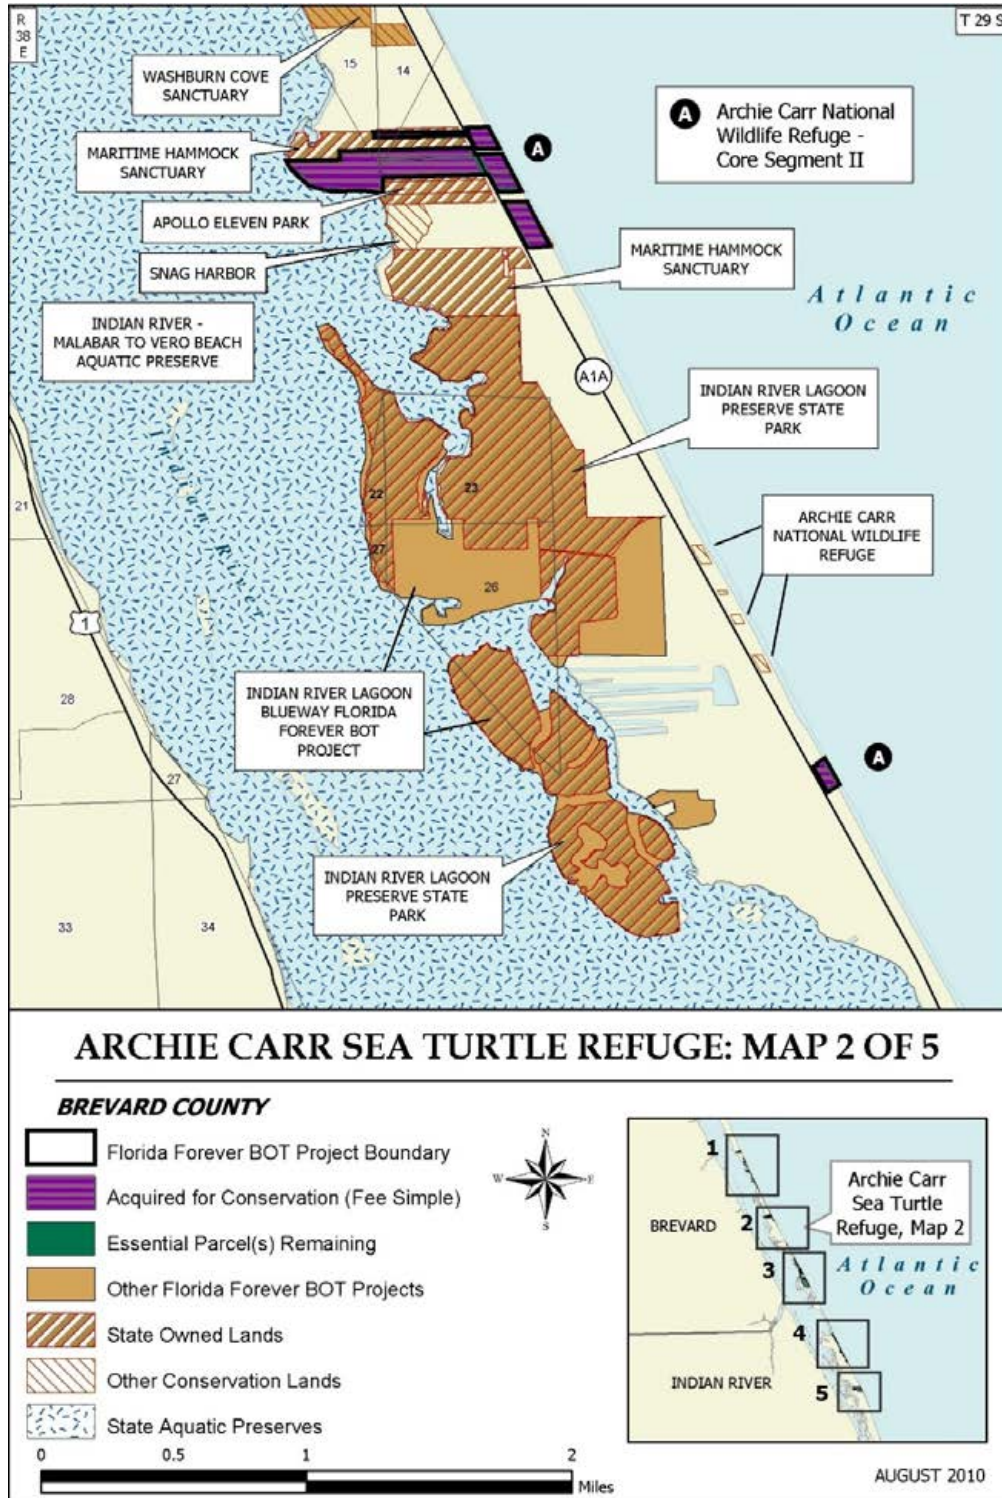 R
38
E
T 29 S
15
14
WASHBURN COVE
SANCTUARY
A
Archie Carr National
Wildlife Refuge -
Core Segment II
MARITIME HAMMOCK
SANCTUARY
A
APOLLO ELEVEN PARK
SNAG HARBOR
MARITIME HAMMOCK
SANCTUARY
Atlantic
Ocean
INDIAN RIVER -
MALABAR TO VERO BEACH
AQUATIC PRESERVE
A1A
INDIAN RIVER LAGOON
PRESERVE STATE
PARK
Indian River
21
22
23
27
26
ARCHIE CARR
NATIONAL WILDLIFE
REFUGE
1
28
INDIAN RIVER LAGOON
BLUEWAY FLORIDA
FOREVER BOT
PROJECT
27
A
INDIAN RIVER LAGOON
PRESERVE STATE
PARK
33
34
ARCHIE CARR SEA TURTLE REFUGE: MAP 2 OF 5
BREVARD COUNTY
Florida Forever BOT Project Boundary
Acquired for Conservation (Fee Simple)
Essential Parcel(s) Remaining
Other Florida Forever BOT Projects
State Owned Lands
Other Conservation Lands
State Aquatic Preserves
N
W
E
S
1
2
3
4
5
BREVARD
INDIAN RIVER
Archie Carr
Sea Turtle
Refuge, Map 2
Atlantic
Ocean
0
0.5
1
2
Miles
AUGUST 2010